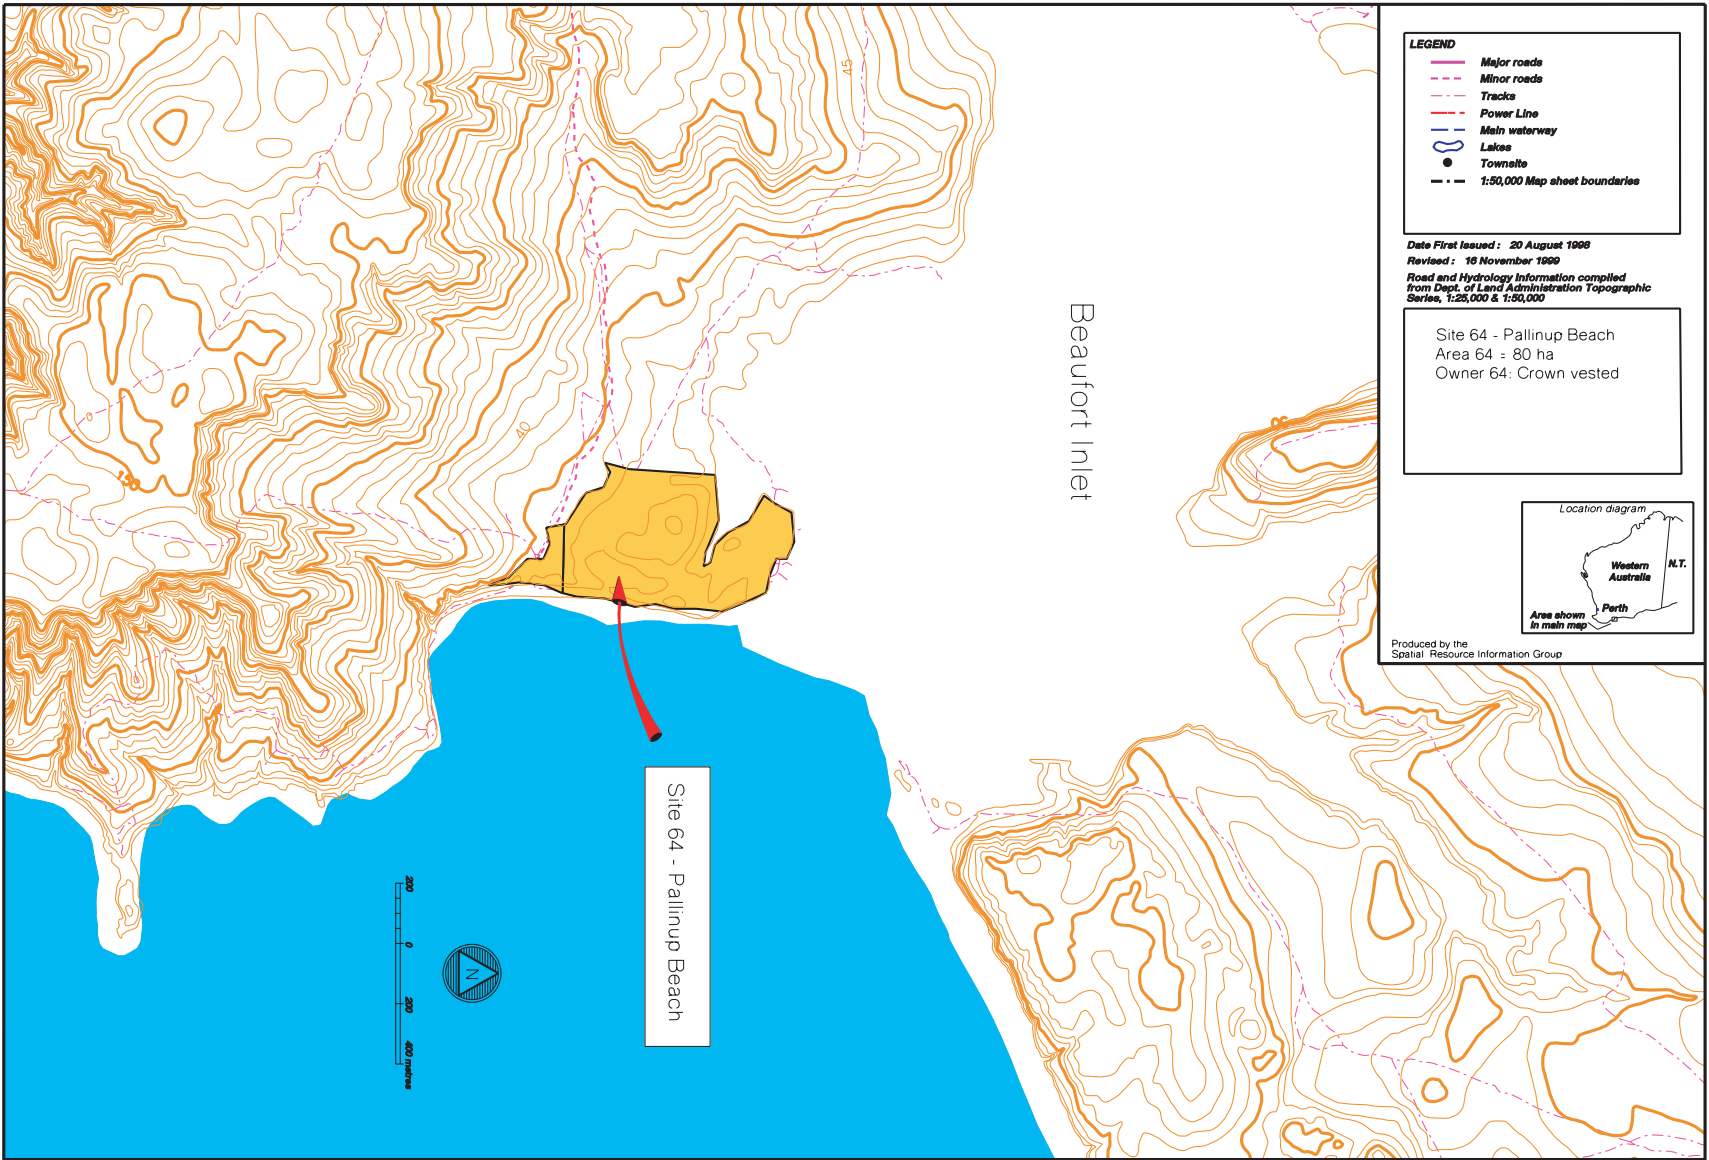 LEGEND
Major roads
Minor roads
Tracks
Power Line
Main waterway
Lakes
Townsite
1:50,000 Map sheet boundaries
Date First Issued : 20 August 1998
Revised : 16 November 1999
Road and Hydrology information compiled
from Dept. of Land Administration Topographic
Series, 1:25,000 & 1:50,000
Site 64 - Pallinup Beach
Area 64 = 80 ha
Owner 64: Crown vested
Location diagram
Western
Australia
N.T.
Perth
Area shown
in main map
Produced by the
Spatial Resource Information Group
Beaufort Inlet
Site 64 - Pallinup Beach
45
40
N
200 0 200 400 metres